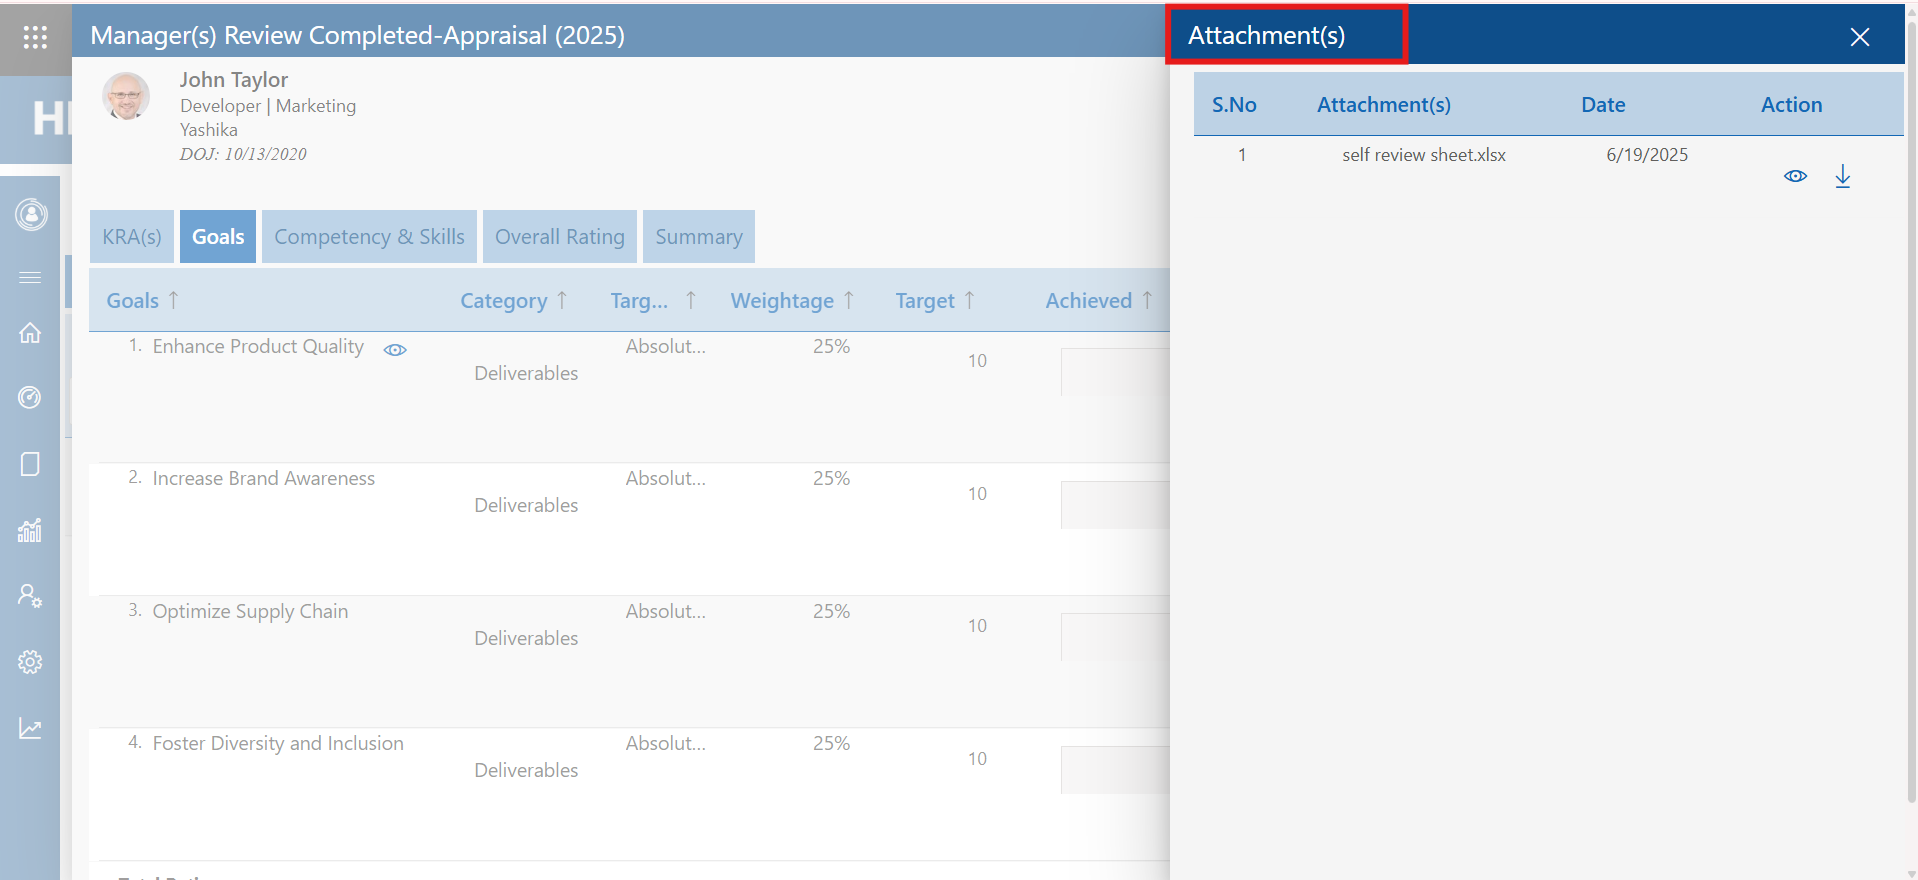 Manager(s) Review Completed-Appraisal (2025)
John Taylor
Developer | Marketing
Yashika
DOJ: 10/13/2020
KRA(s) Goals Competency & Skills Overall Rating Summary
Goals Category Targ... Weightage Target Achieved
1. Enhance Product Quality Deliverables Absolut... 25% 10
2. Increase Brand Awareness Deliverables Absolut... 25% 10
3. Optimize Supply Chain Deliverables Absolut... 25% 10
4. Foster Diversity and Inclusion Deliverables Absolut... 25% 10
Attachment(s)
S.No Attachment(s) Date Action
1 self review sheet.xlsx 6/19/2025